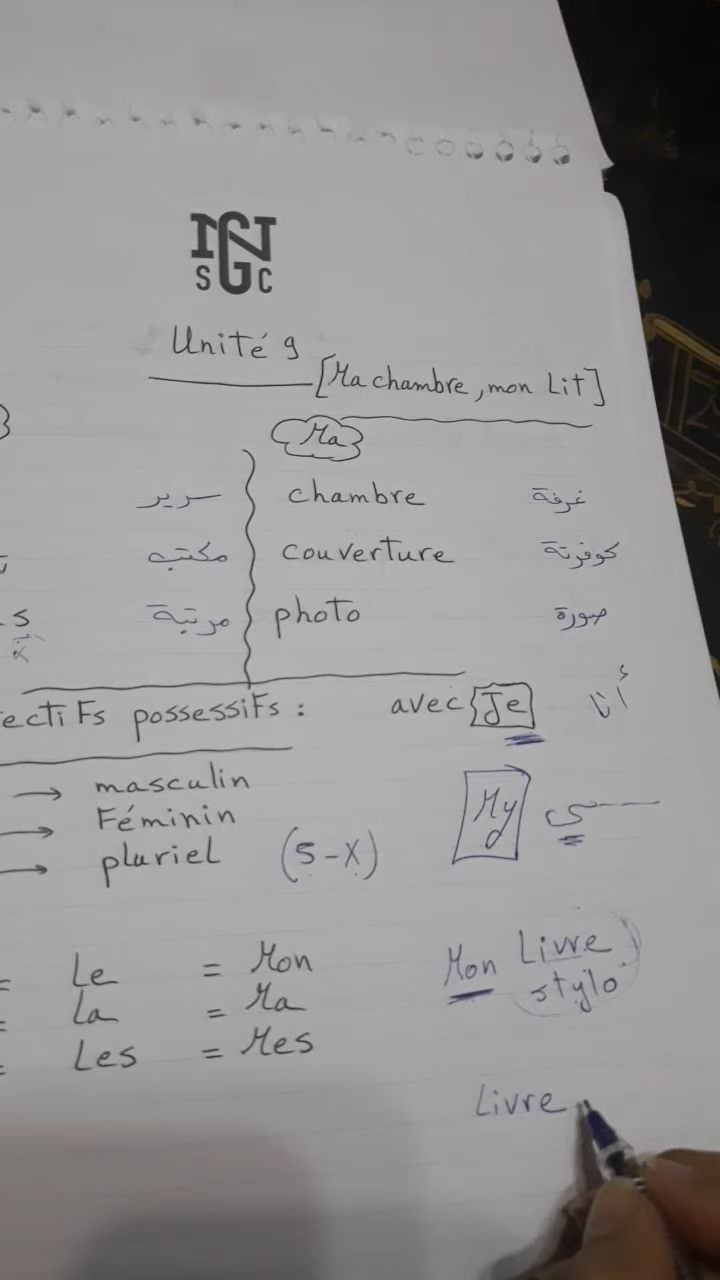 INGT
SGC
Unité 9
[Ma chambre, mon Lit]
Ma
سرير
chambre غرفة
مكتب
couverture كوفرتة
s
مرتبة
photo صورة
ectifs possessifs : avec Je أنا
→ masculin
→ Féminin
My ى
→ pluriel (S-X)
= Le = Mon
Mon Livre
stylo
= la = Ma
= Les = Mes
Livre